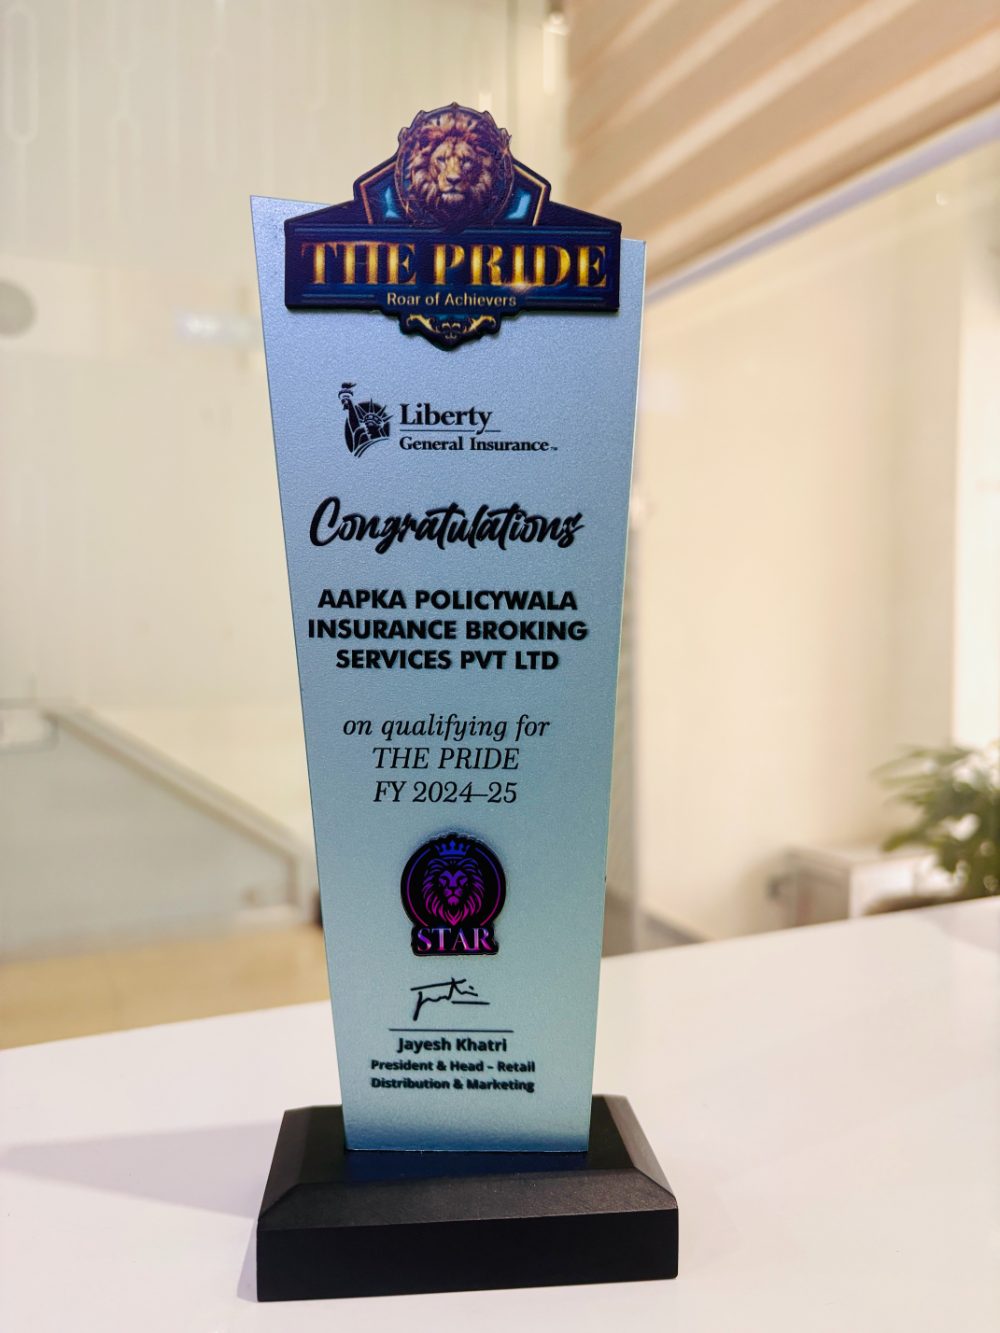 THE PRIDE
Roar of Achievers
Liberty
General Insurance™
Congratulations
AAPKA POLICYWALA
INSURANCE BROKING
SERVICES PVT LTD
on qualifying for
THE PRIDE
FY 2024–25
STAR
Jayesh Khatri
President & Head – Retail
Distribution & Marketing